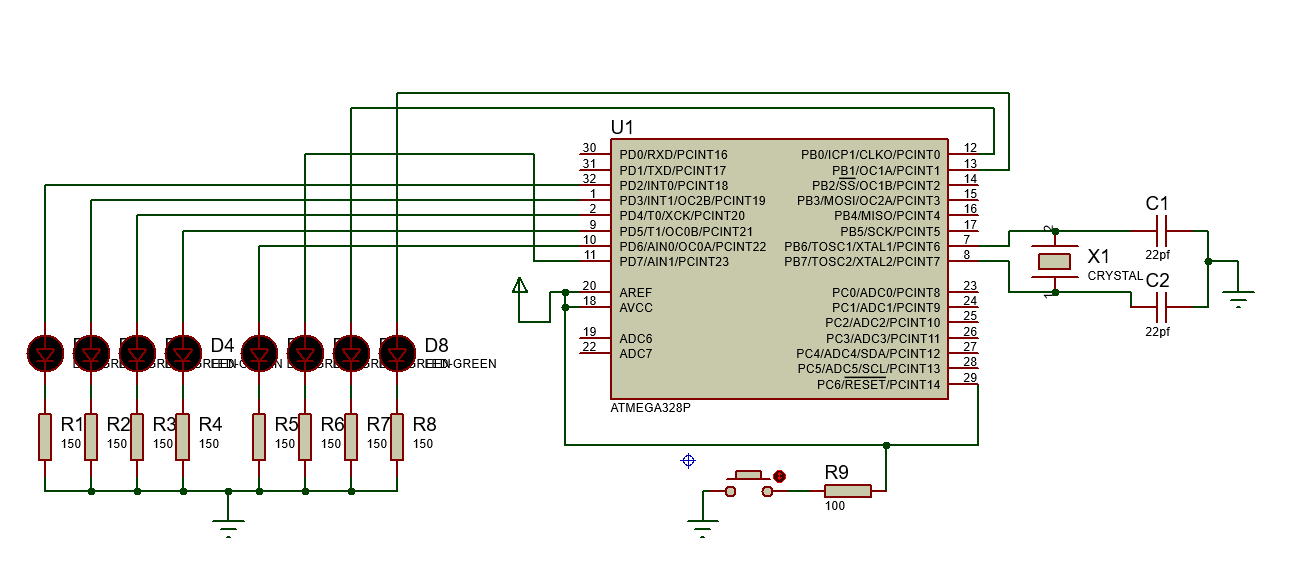 U1
30 PD0/RXD/PCINT16 PB0/ICP1/CLKO/PCINT0 12
31 PD1/TXD/PCINT17 PB1/OC1A/PCINT1 13
32 PD2/INT0/PCINT18 PB2/SS/OC1B/PCINT2 14
1 PD3/INT1/OC2B/PCINT19 PB3/MOSI/OC2A/PCINT3 15
2 PD4/T0/XCK/PCINT20 PB4/MISO/PCINT4 16
9 PD5/T1/OC0B/PCINT21 PB5/SCK/PCINT5 17
10 PD6/AIN0/OC0A/PCINT22 PB6/TOSC1/XTAL1/PCINT6 7
11 PD7/AIN1/PCINT23 PB7/TOSC2/XTAL2/PCINT7 8
20 AREF PC0/ADC0/PCINT8 23
18 AVCC PC1/ADC1/PCINT9 24
PC2/ADC2/PCINT10 25
19 ADC6 PC3/ADC3/PCINT11 26
22 ADC7 PC4/ADC4/SDA/PCINT12 27
PC5/ADC5/SCL/PCINT13 28
PC6/RESET/PCINT14 29
ATMEGA328P
C1
22pf
2
X1
CRYSTAL
1
C2
22pf
D4
D8
R1 R2 R3 R4 R5 R6 R7 R8
150 150 150 150 150 150 150 150
R9
100